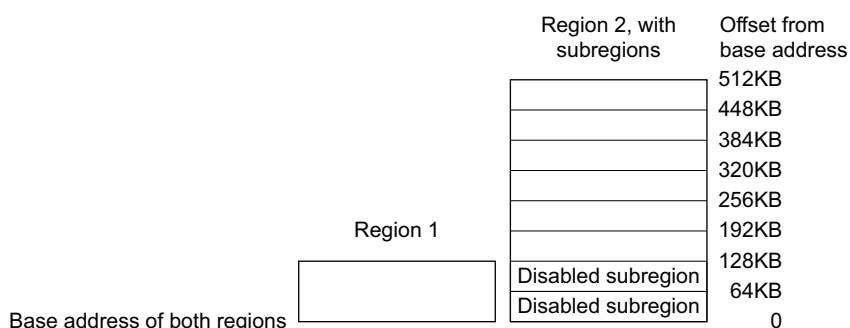 Region 2, with
subregions
Offset from
base address
512KB
448KB
384KB
320KB
256KB
192KB
Region 1
128KB
Disabled subregion
64KB
Disabled subregion
Base address of both regions
0